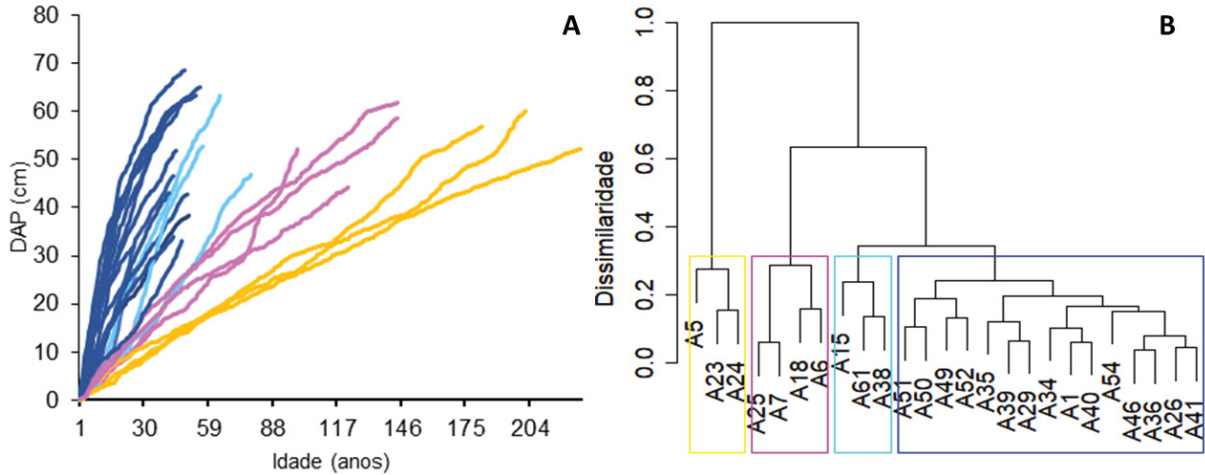 A
80
70
60
50
40
30
20
10
0
DAP (cm)
1 30 59 88 117 146 175 204
Idade (anos)
B
1.0
0.8
0.6
0.4
0.2
0.0
Dissimilaridade
A5
A23
A24
A25
A7
A18
A6
A15
A61
A38
A51
A50
A49
A52
A35
A39
A29
A34
A1
A40
A54
A46
A36
A26
A41